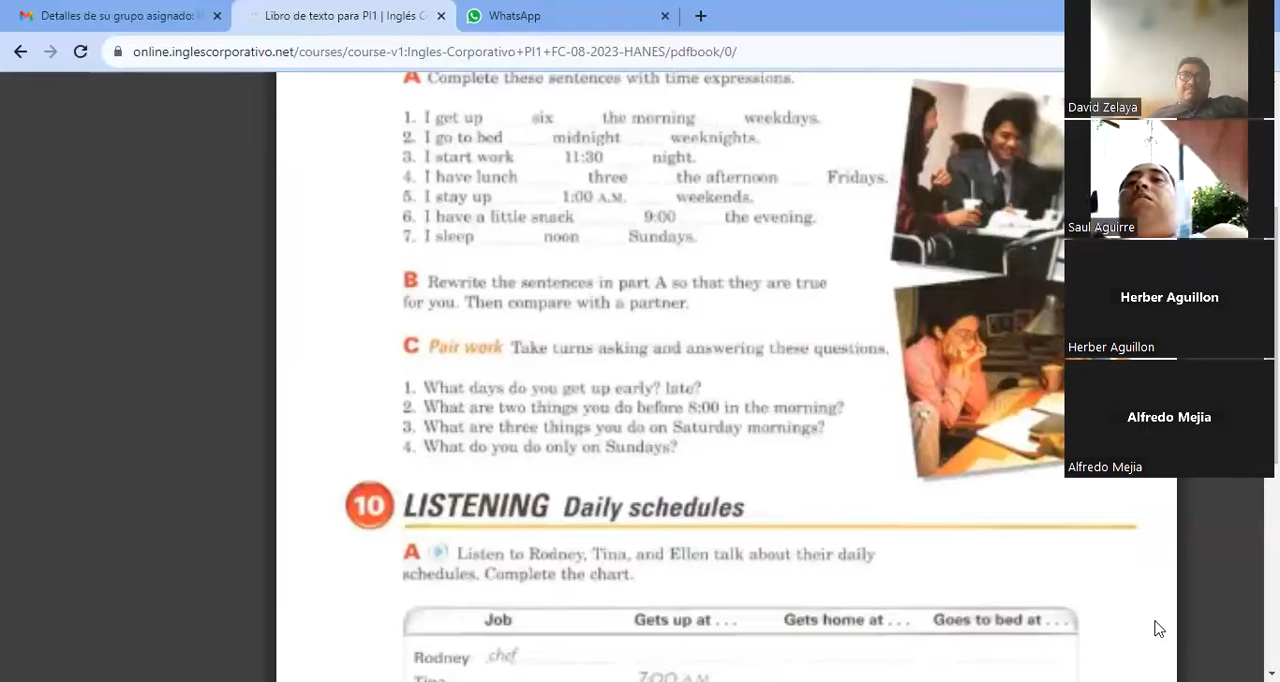 Detalles de su grupo asignado:
Libro de texto para PI1 | Inglés C
WhatsApp
online.inglescorporativo.net/courses/course-v1:Ingles-Corporativo+PI1+FC-08-2023-HANES/pdfbook/0/
A Complete these sentences with time expressions.
1. I get up six the morning weekdays.
2. I go to bed midnight weeknights.
3. I start work 11:30 night.
4. I have lunch three the afternoon Fridays.
5. I stay up 1:00 A.M. weekends.
6. I have a little snack 9:00 the evening.
7. I sleep noon Sundays.
B Rewrite the sentences in part A so that they are true
for you. Then compare with a partner.
C Pair work Take turns asking and answering these questions.
1. What days do you get up early? late?
2. What are two things you do before 8:00 in the morning?
3. What are three things you do on Saturday mornings?
4. What do you do only on Sundays?
10 LISTENING Daily schedules
A Listen to Rodney, Tina, and Ellen talk about their daily
schedules. Complete the chart.
Job Gets up at . . . Gets home at . . . Goes to bed at . . .
Rodney chef
Tina 7:00 A.M.
David Zelaya
Saul Aguirre
Herber Aguillon
Herber Aguillon
Alfredo Mejia
Alfredo Mejia